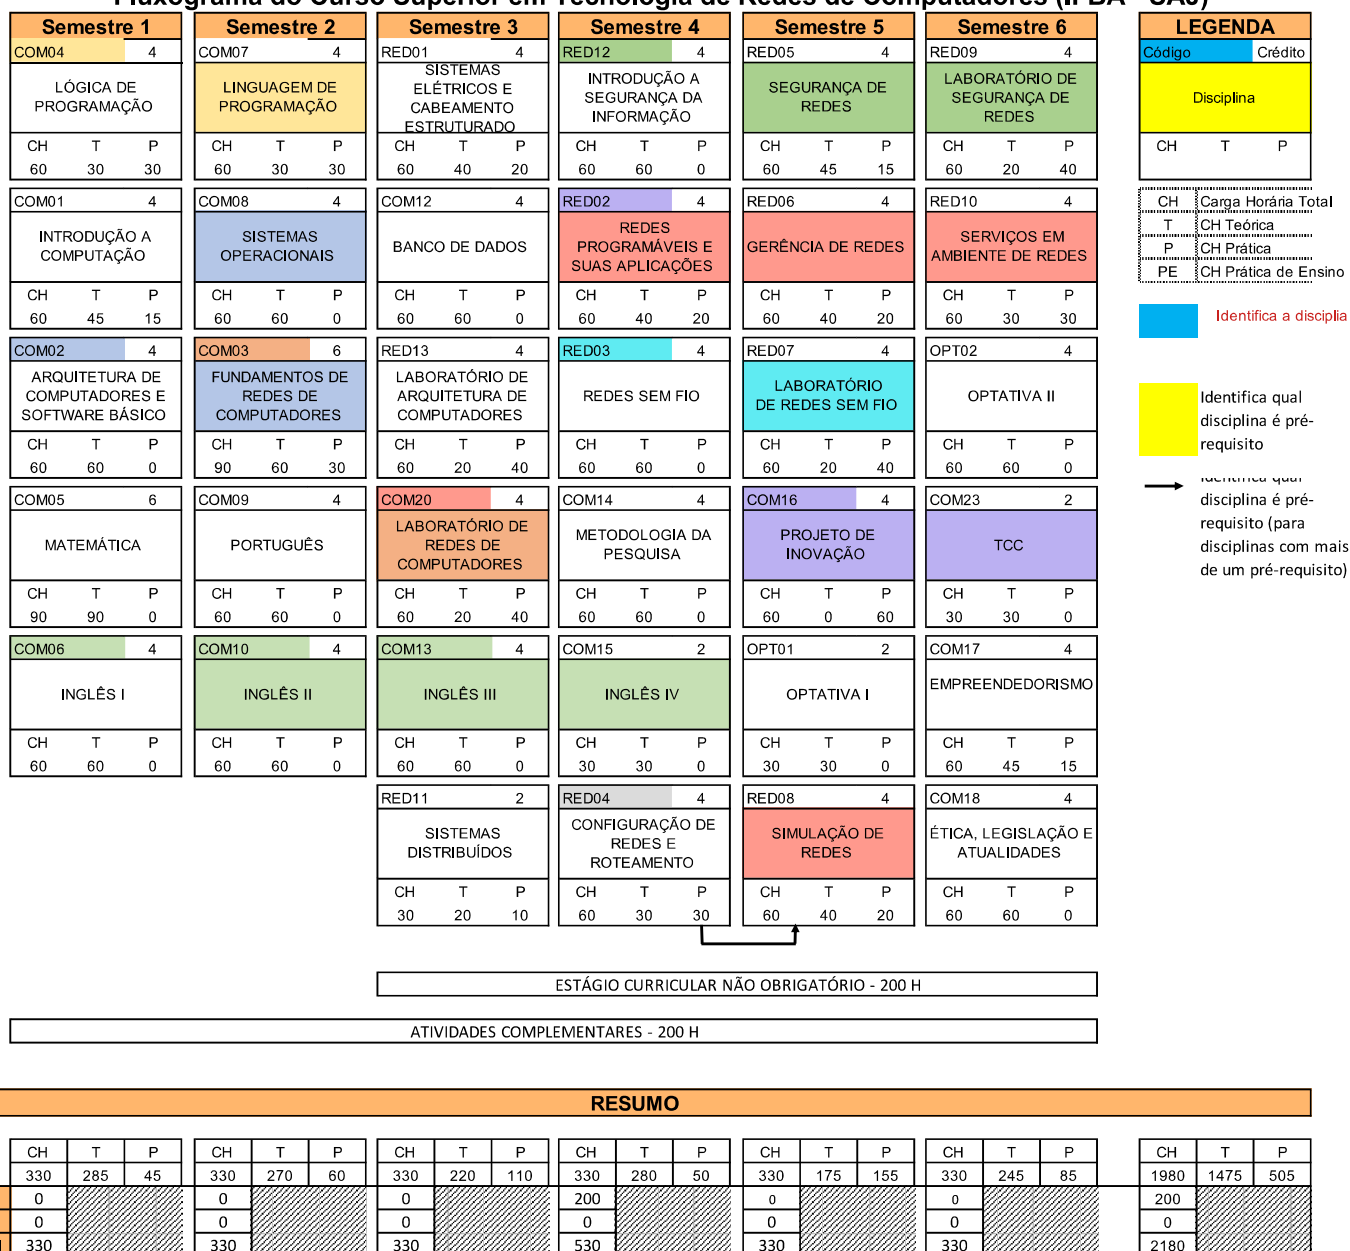 Fluxograma do Curso Superior em Tecnologia de Redes de Computadores (IFBA - SAJ)
Semestre 1 Semestre 2 Semestre 3 Semestre 4 Semestre 5 Semestre 6 LEGENDA
COM04 4
LÓGICA DE
PROGRAMAÇÃO
CH T P
60 30 30
COM07 4
LINGUAGEM DE
PROGRAMAÇÃO
CH T P
60 30 30
RED01 4
SISTEMAS
ELÉTRICOS E
CABEAMENTO
ESTRUTURADO
CH T P
60 40 20
RED12 4
INTRODUÇÃO A
SEGURANÇA DA
INFORMAÇÃO
CH T P
60 60 0
RED05 4
SEGURANÇA DE
REDES
CH T P
60 45 15
RED09 4
LABORATÓRIO DE
SEGURANÇA DE
REDES
CH T P
60 20 40
Código Crédito
Disciplina
CH T P
COM01 4
INTRODUÇÃO A
COMPUTAÇÃO
CH T P
60 45 15
COM08 4
SISTEMAS
OPERACIONAIS
CH T P
60 60 0
COM12 4
BANCO DE DADOS
CH T P
60 60 0
RED02 4
REDES
PROGRAMÁVEIS E
SUAS APLICAÇÕES
CH T P
60 40 20
RED06 4
GERÊNCIA DE REDES
CH T P
60 40 20
RED10 4
SERVIÇOS EM
AMBIENTE DE REDES
CH T P
60 30 30
CH Carga Horária Total
T CH Teórica
P CH Prática
PE CH Prática de Ensino
Identifica a disciplia
COM02 4
ARQUITETURA DE
COMPUTADORES E
SOFTWARE BÁSICO
CH T P
60 60 0
COM03 6
FUNDAMENTOS DE
REDES DE
COMPUTADORES
CH T P
90 60 30
RED13 4
LABORATÓRIO DE
ARQUITETURA DE
COMPUTADORES
CH T P
60 20 40
RED03 4
REDES SEM FIO
CH T P
60 60 0
RED07 4
LABORATÓRIO
DE REDES SEM FIO
CH T P
60 20 40
OPT02 4
OPTATIVA II
CH T P
60 60 0
Identifica qual
disciplina é pré-
requisito
COM05 6
MATEMÁTICA
CH T P
90 90 0
COM09 4
PORTUGUÊS
CH T P
60 60 0
COM20 4
LABORATÓRIO DE
REDES DE
COMPUTADORES
CH T P
60 20 40
COM14 4
METODOLOGIA DA
PESQUISA
CH T P
60 60 0
COM16 4
PROJETO DE
INOVAÇÃO
CH T P
60 0 60
COM23 2
TCC
CH T P
30 30 0
Identifica qual
disciplina é pré-
requisito (para
disciplinas com mais
de um pré-requisito)
COM06 4
INGLÊS I
CH T P
60 60 0
COM10 4
INGLÊS II
CH T P
60 60 0
COM13 4
INGLÊS III
CH T P
60 60 0
COM15 2
INGLÊS IV
CH T P
30 30 0
OPT01 2
OPTATIVA I
CH T P
30 30 0
COM17 4
EMPREENDEDORISMO
CH T P
60 45 15
RED11 2
SISTEMAS
DISTRIBUÍDOS
CH T P
30 20 10
RED04 4
CONFIGURAÇÃO DE
REDES E
ROTEAMENTO
CH T P
60 30 30
RED08 4
SIMULAÇÃO DE
REDES
CH T P
60 40 20
COM18 4
ÉTICA, LEGISLAÇÃO E
ATUALIDADES
CH T P
60 60 0
ESTÁGIO CURRICULAR NÃO OBRIGATÓRIO - 200 H
ATIVIDADES COMPLEMENTARES - 200 H
RESUMO
CH T P CH T P CH T P CH T P CH T P CH T P CH T P
330 285 45 330 270 60 330 220 110 330 280 50 330 175 155 330 245 85 1980 1475 505
0 0 0 200 0 0 200
0 0 0 0 0 0 0
330 330 330 530 330 330 2180